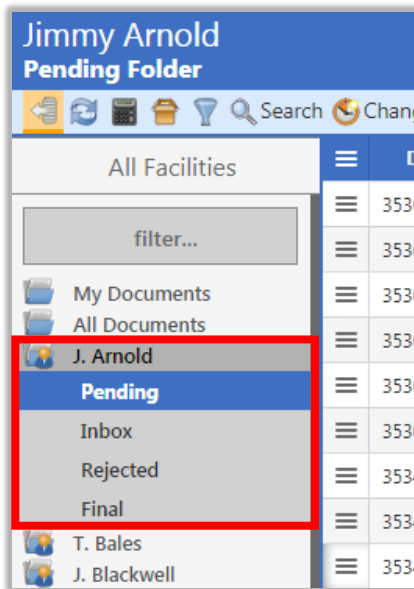 Jimmy Arnold
Pending Folder
Search
All Facilities
filter...
My Documents
All Documents
J. Arnold
Pending
Inbox
Rejected
Final
T. Bales
J. Blackwell